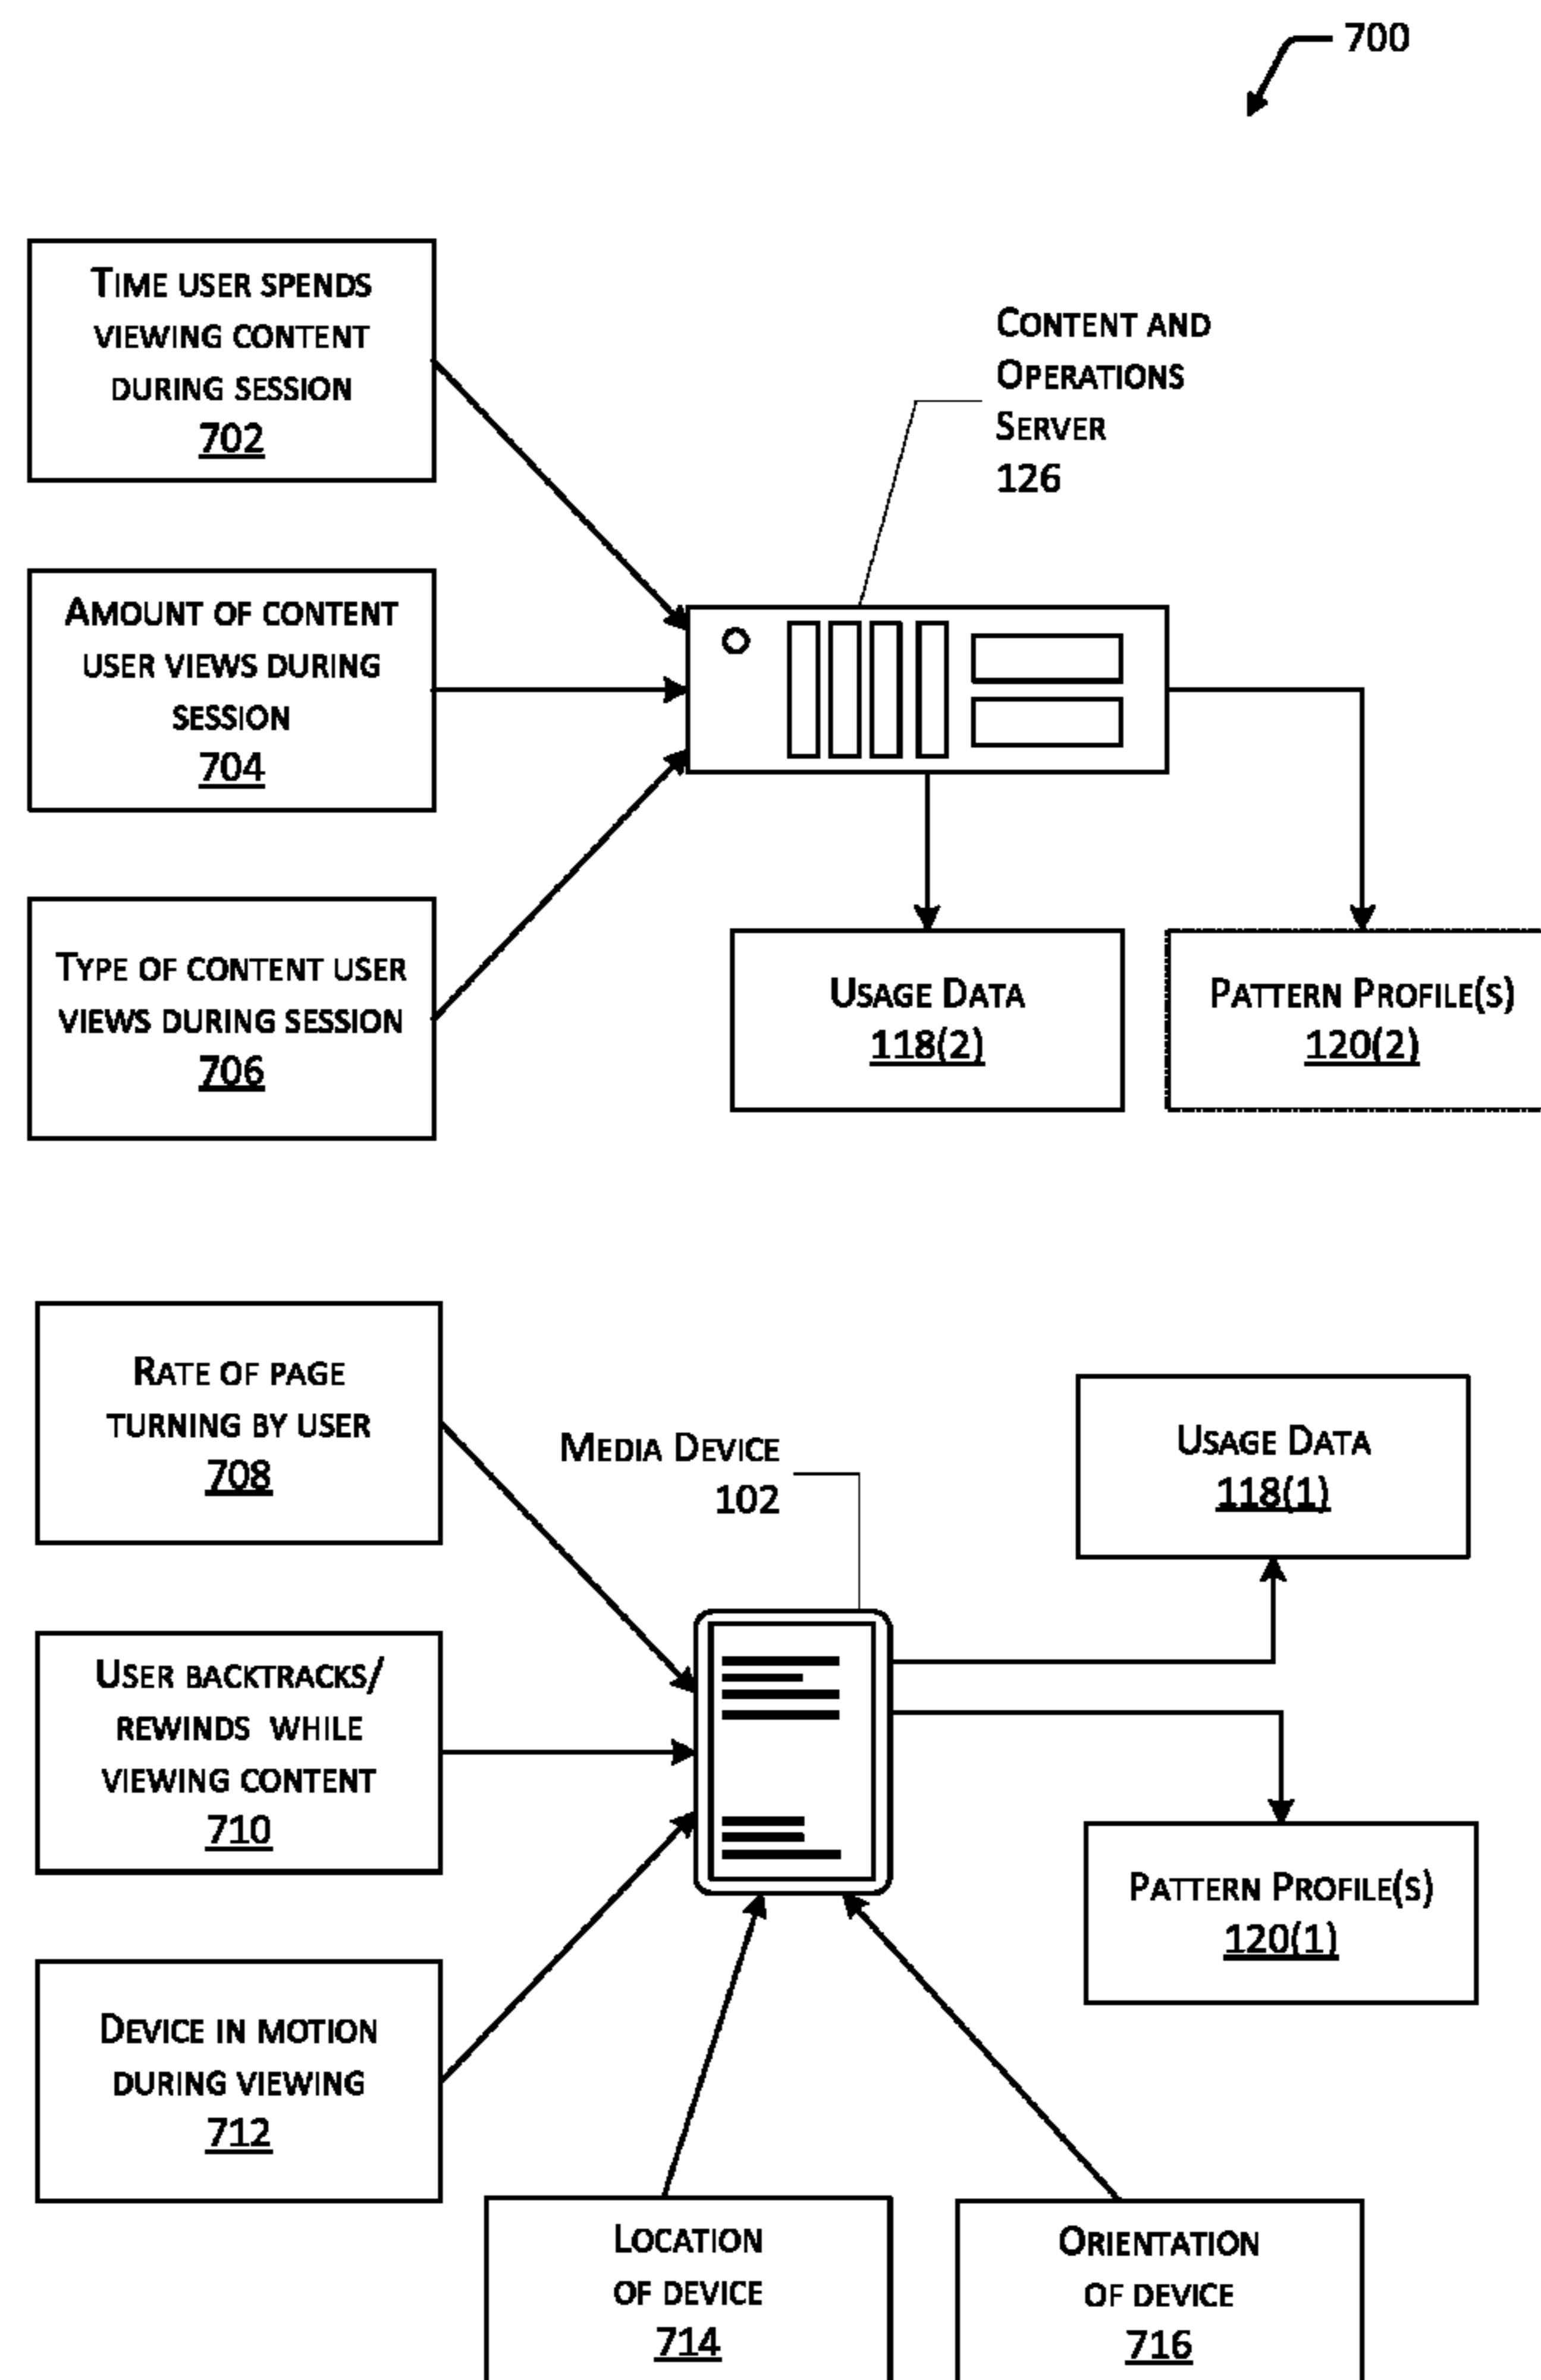 700
TIME USER SPENDS
VIEWING CONTENT
DURING SESSION
702
CONTENT AND
OPERATIONS
SERVER
126
AMOUNT OF CONTENT
USER VIEWS DURING
SESSION
704
TYPE OF CONTENT USER
VIEWS DURING SESSION
706
USAGE DATA
118(2)
PATTERN PROFILE(S)
120(2)
RATE OF PAGE
TURNING BY USER
708
MEDIA DEVICE
102
USAGE DATA
118(1)
USER BACKTRACKS/
REWINDS WHILE
VIEWING CONTENT
710
PATTERN PROFILE(S)
120(1)
DEVICE IN MOTION
DURING VIEWING
712
LOCATION
OF DEVICE
714
ORIENTATION
OF DEVICE
716